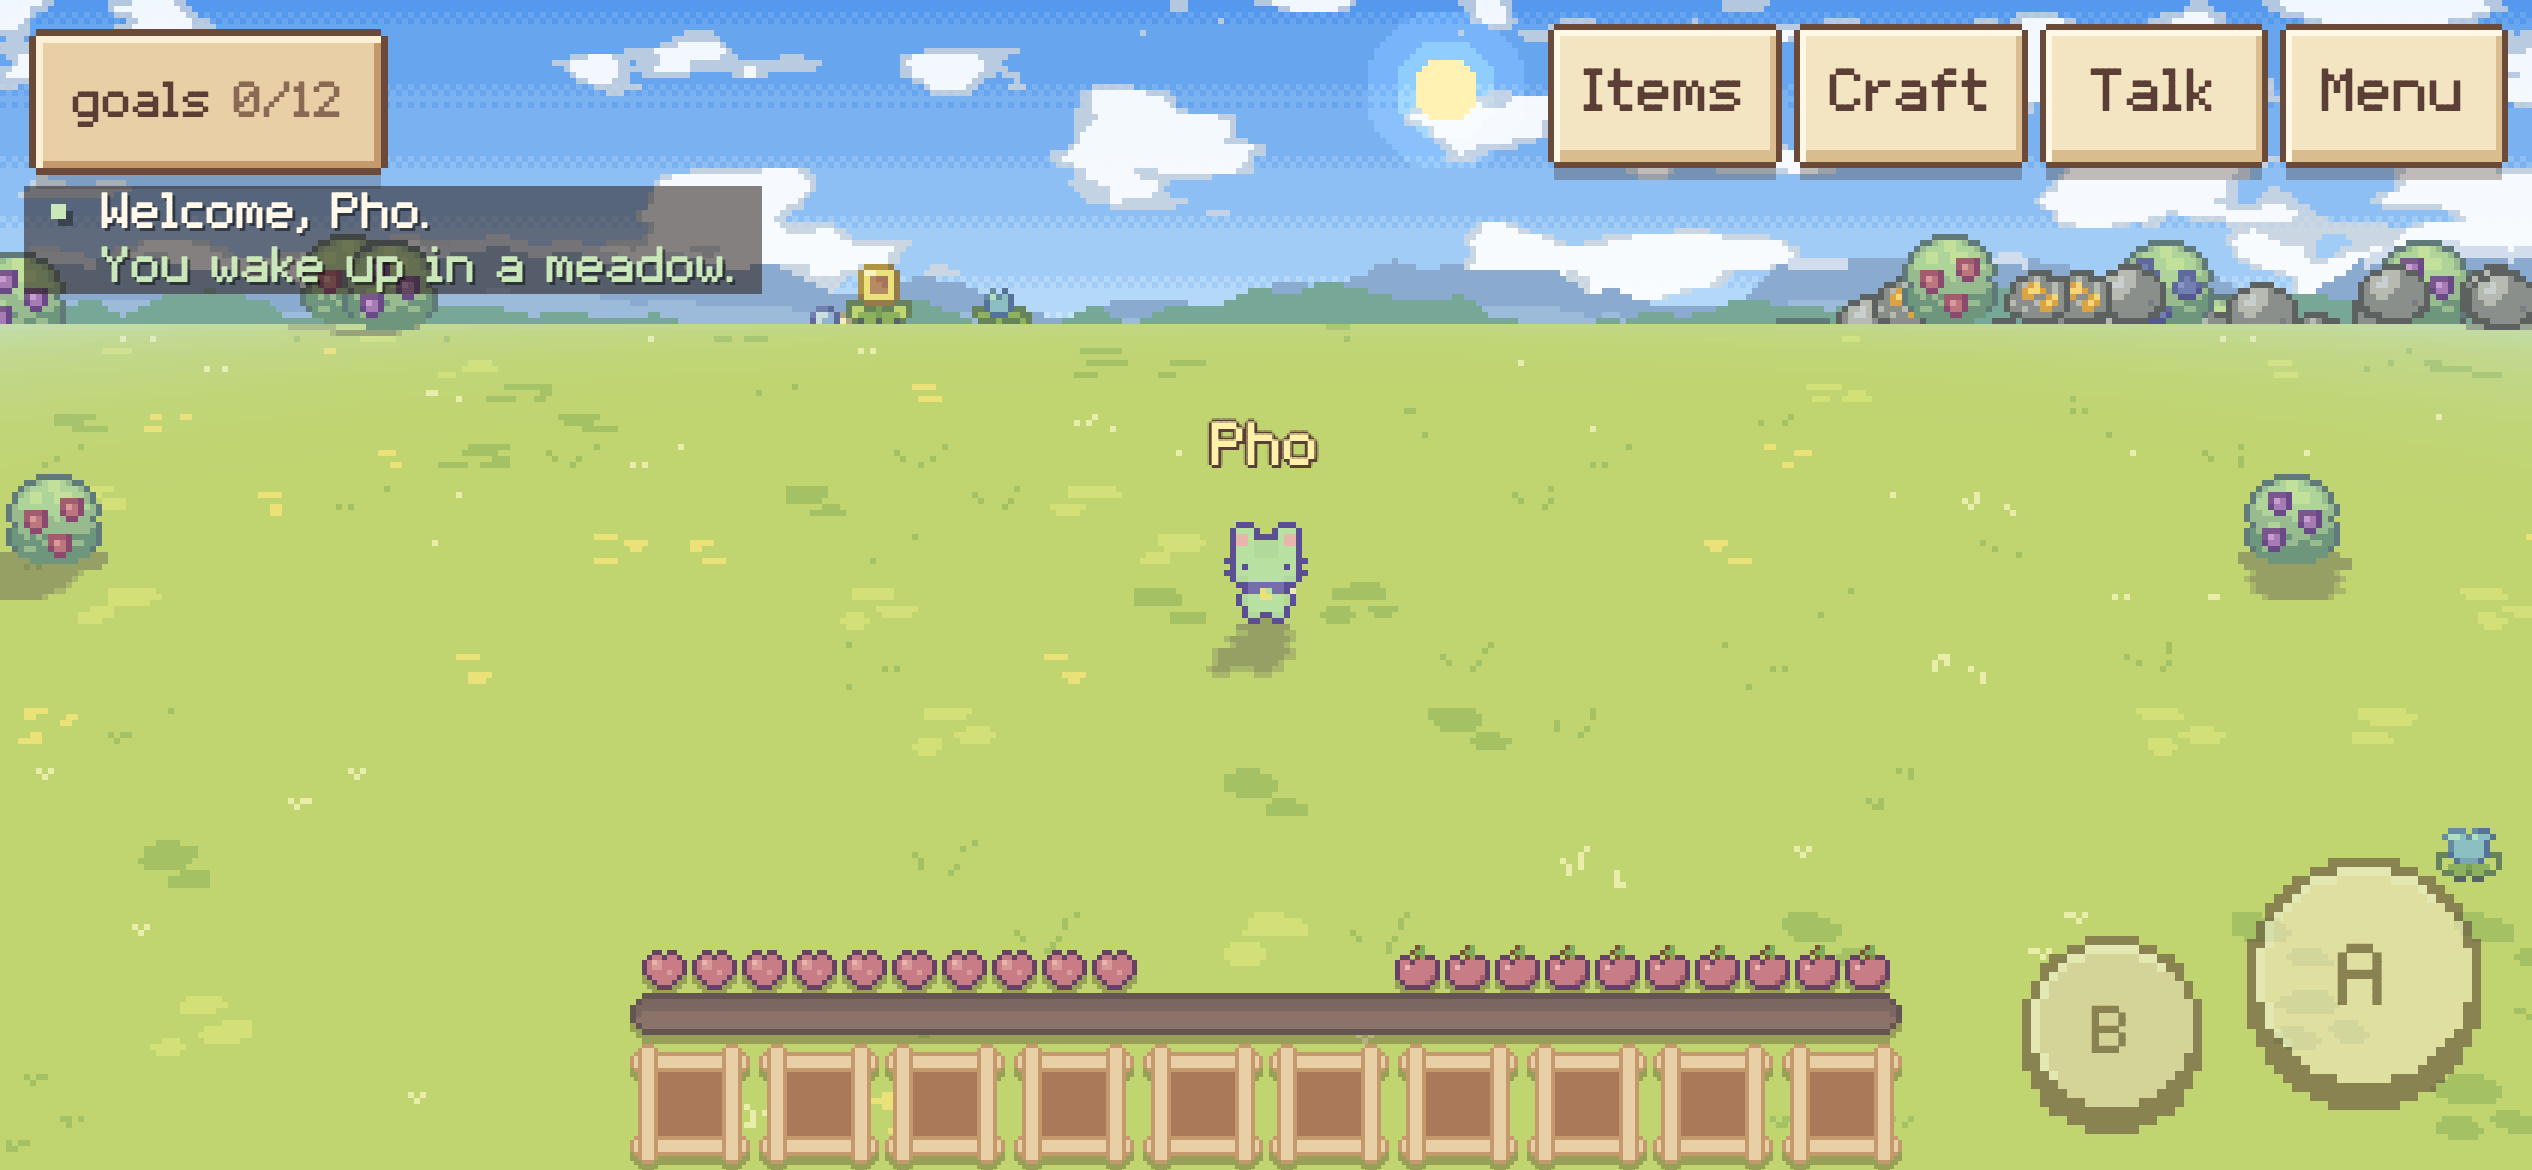 goals 0/12
Items
Craft
Talk
Menu
Welcome, Pho.
You wake up in a meadow.
Pho
A
B